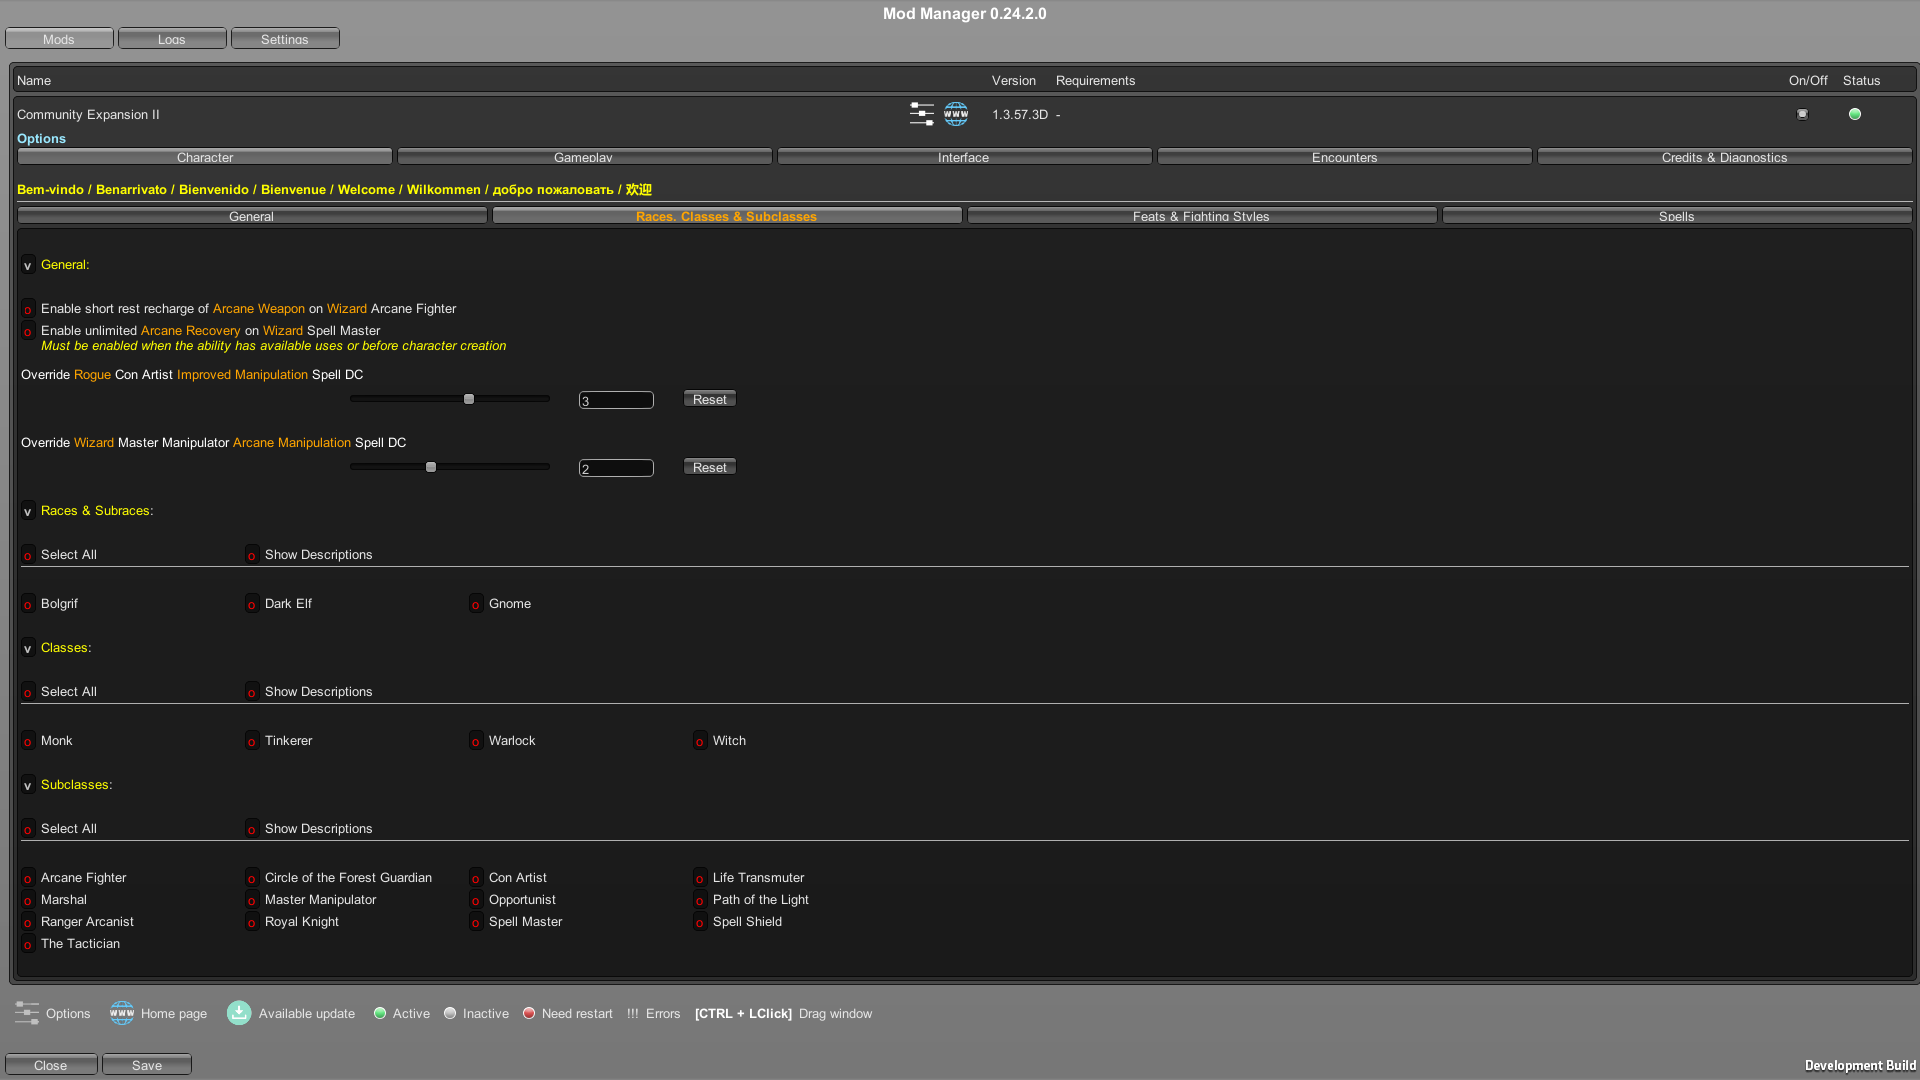 Mod Manager 0.24.2.0
Mods Logs Settings
Name Version Requirements On/Off Status
Community Expansion II www 1.3.57.3D -
Options
Character Gameplay Interface Encounters Credits & Diagnostics
Bem-vindo / Benarrivato / Bienvenido / Bienvenue / Welcome / Wilkommen / добро пожаловать / 欢迎
General Races, Classes & Subclasses Feats & Fighting Styles Spells
v General:
o Enable short rest recharge of Arcane Weapon on Wizard Arcane Fighter
o Enable unlimited Arcane Recovery on Wizard Spell Master
Must be enabled when the ability has available uses or before character creation
Override Rogue Con Artist Improved Manipulation Spell DC
3 Reset
Override Wizard Master Manipulator Arcane Manipulation Spell DC
2 Reset
v Races & Subraces:
o Select All o Show Descriptions
o Bolgrif o Dark Elf o Gnome
v Classes:
o Select All o Show Descriptions
o Monk o Tinkerer o Warlock o Witch
v Subclasses:
o Select All o Show Descriptions
o Arcane Fighter o Circle of the Forest Guardian o Con Artist o Life Transmuter
o Marshal o Master Manipulator o Opportunist o Path of the Light
o Ranger Arcanist o Royal Knight o Spell Master o Spell Shield
o The Tactician
Options www Home page Available update Active Inactive Need restart !!! Errors [CTRL + LClick] Drag window
Close Save
Development Build